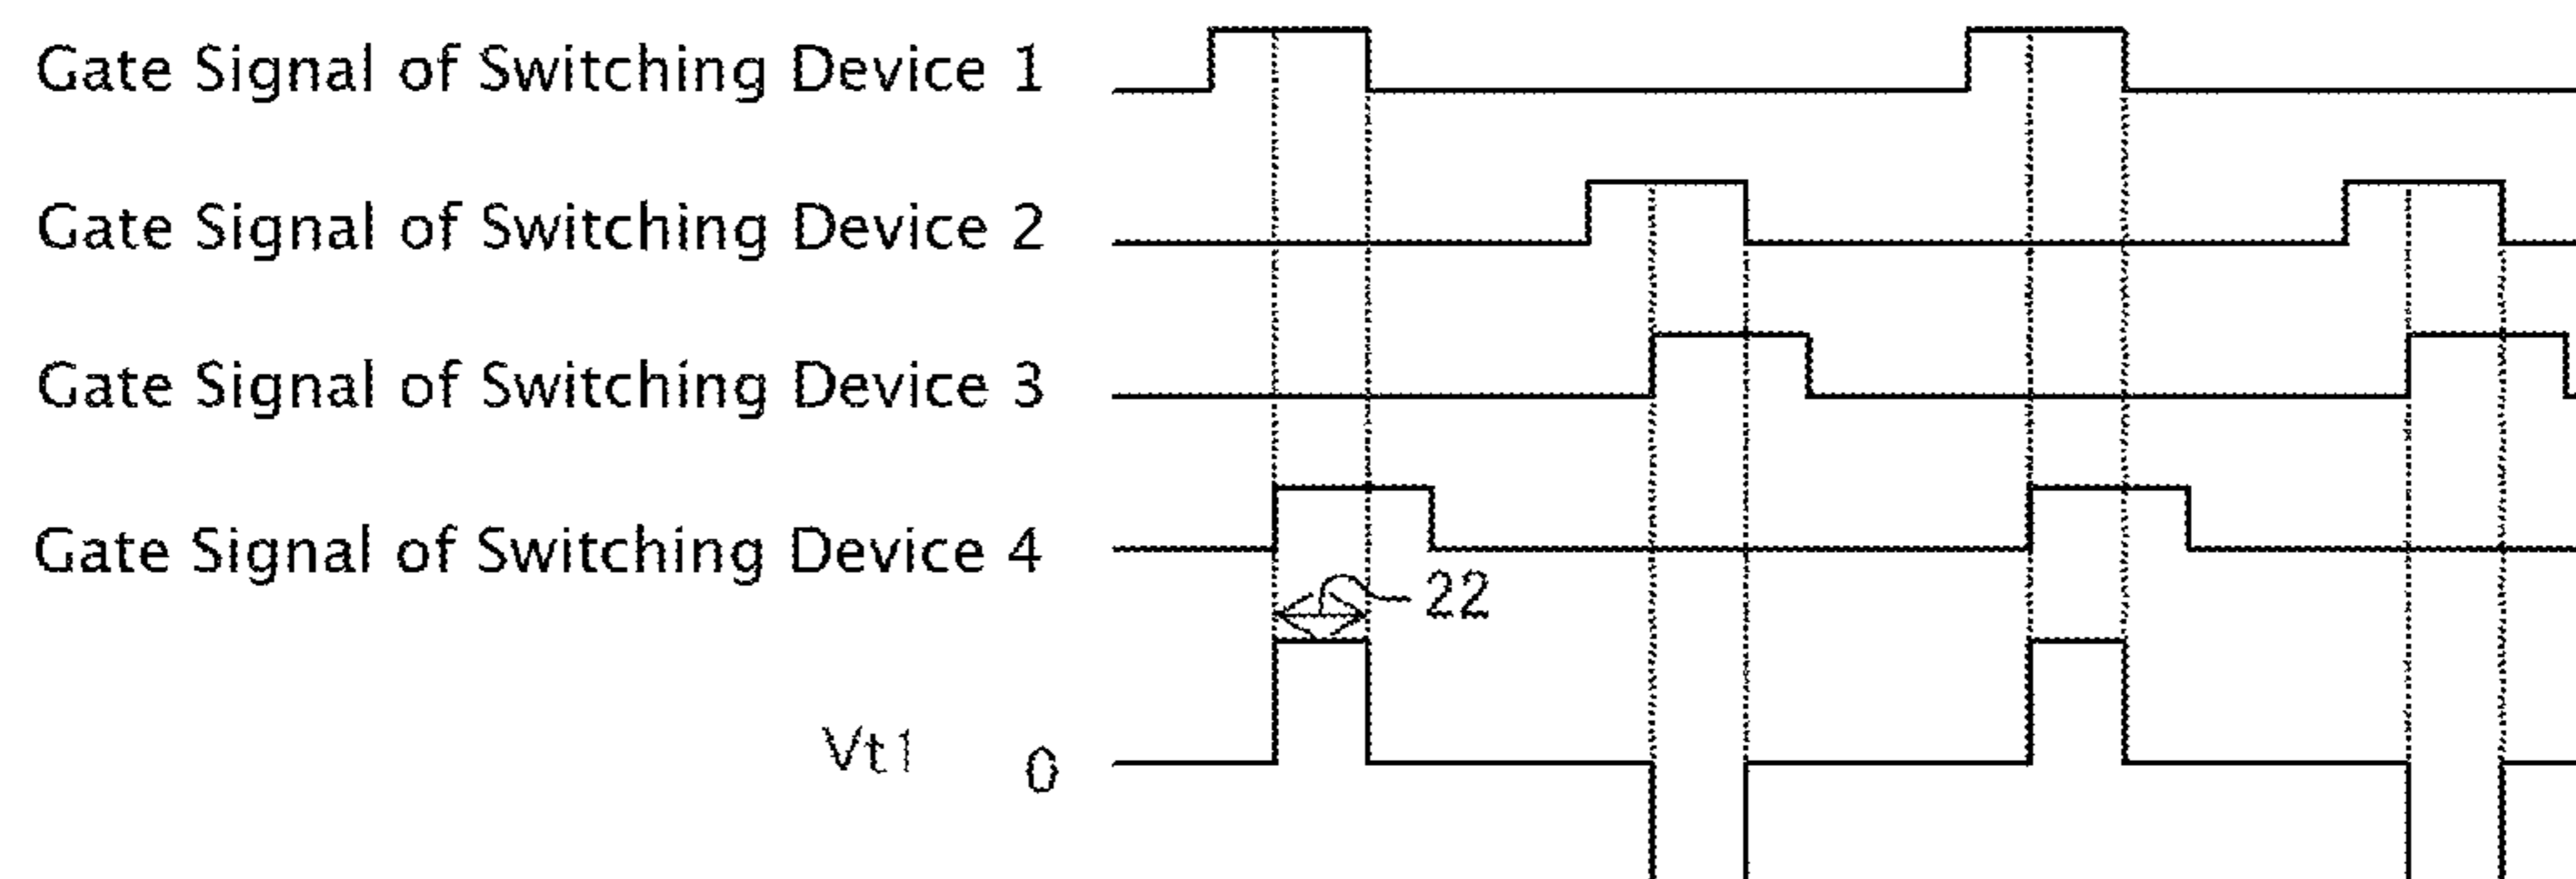 Gate Signal of Switching Device 1
Gate Signal of Switching Device 2
Gate Signal of Switching Device 3
Gate Signal of Switching Device 4
22
Vt1 0